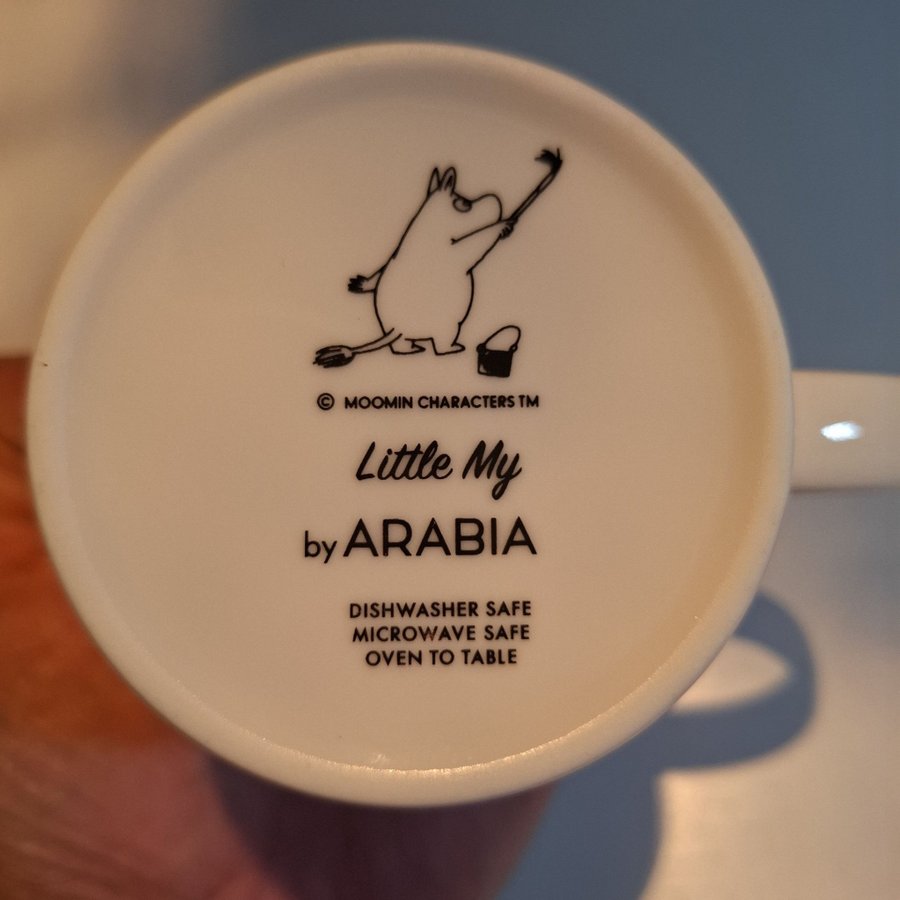 © MOOMIN CHARACTERS TM
Little My
by ARABIA
DISHWASHER SAFE
MICROWAVE SAFE
OVEN TO TABLE